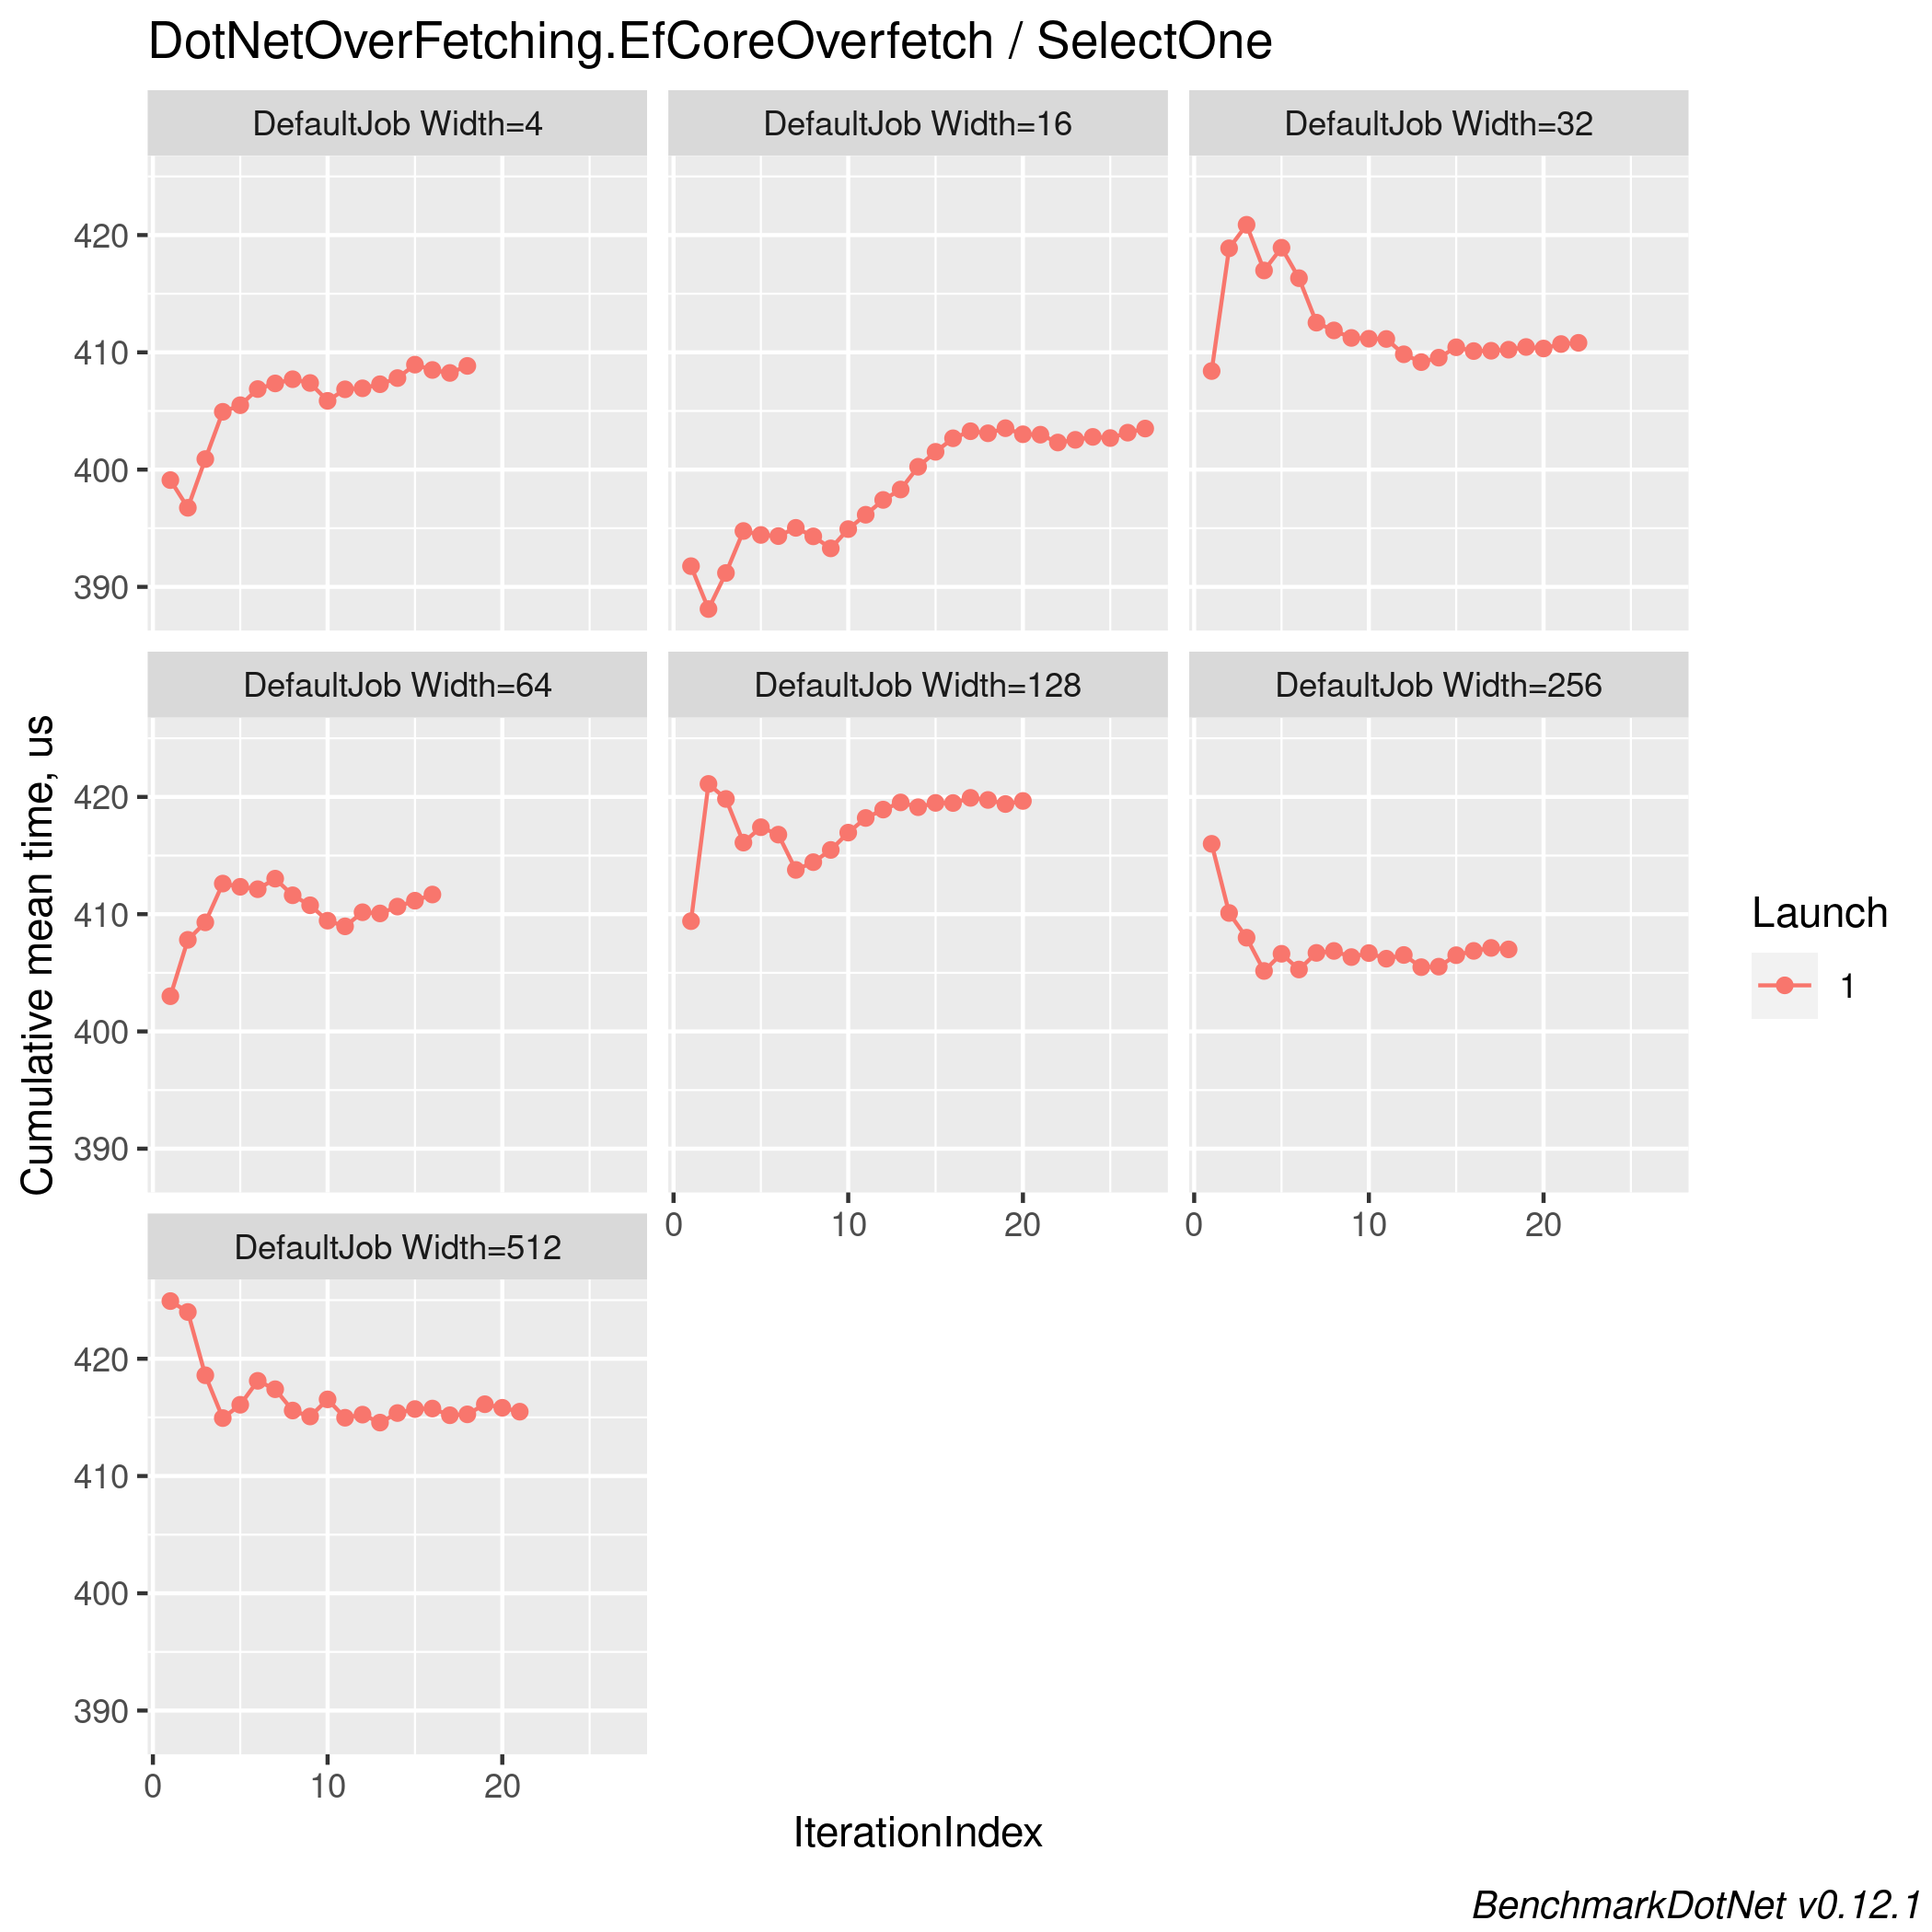 DotNetOverFetching.EfCoreOverfetch / SelectOne
DefaultJob Width=4
DefaultJob Width=16
DefaultJob Width=32
420
410
400
390
DefaultJob Width=64
DefaultJob Width=128
DefaultJob Width=256
420
410
400
390
0 10 20
0 10 20
DefaultJob Width=512
420
410
400
390
0 10 20
Cumulative mean time, us
IterationIndex
Launch
1
BenchmarkDotNet v0.12.1